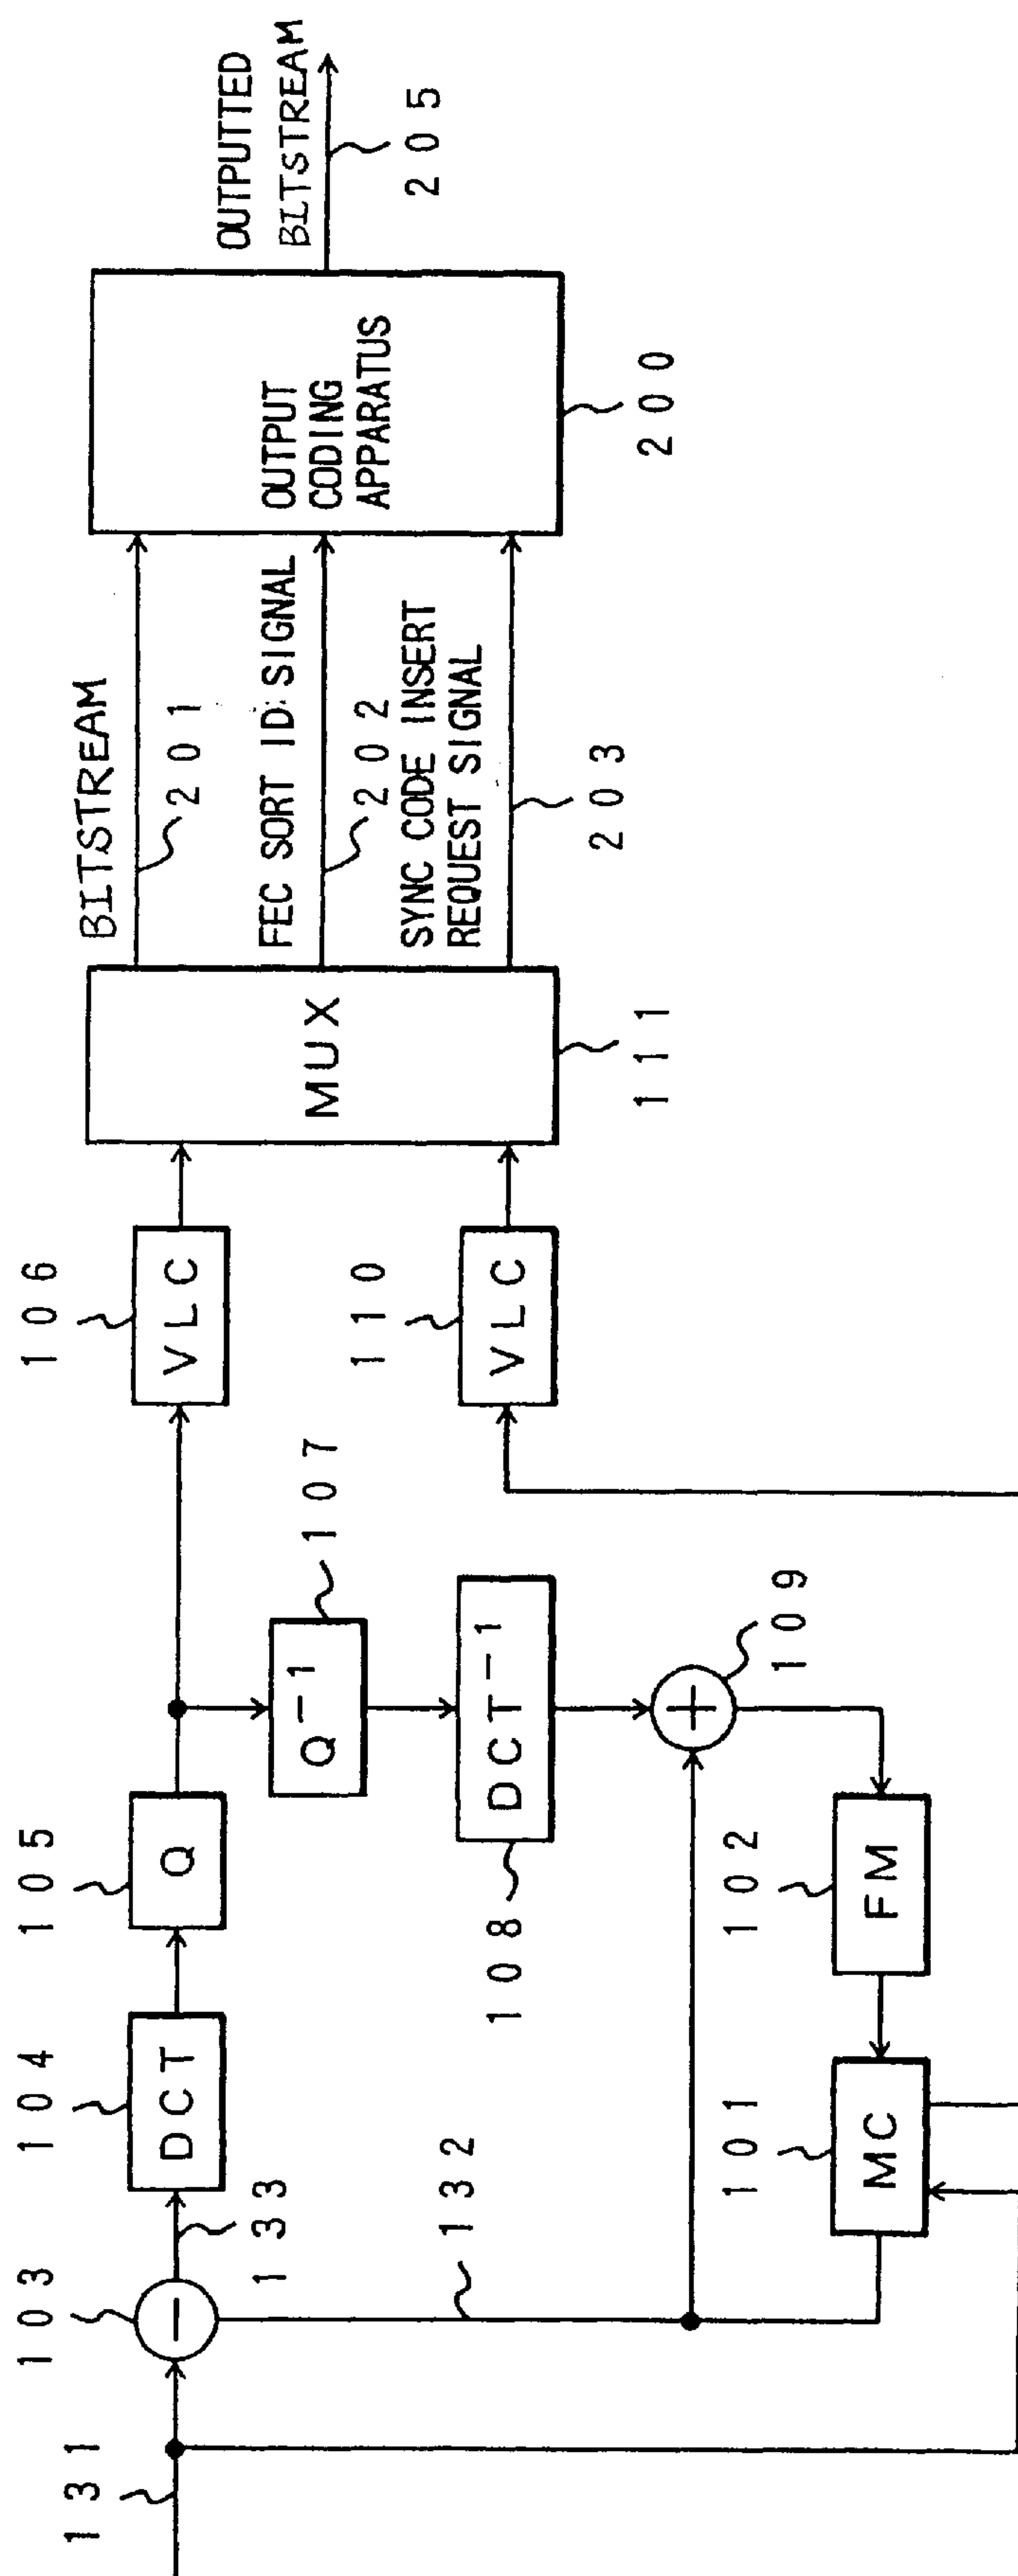 131
103
133
132
104
DCT
105
Q
107
Q⁻¹
108
DCT⁻¹
109
102
FM
101
MC
106
VLC
110
VLC
MUX
111
BITSTREAM
201
FEC SORT ID SIGNAL
202
SYNC CODE INSERT
REQUEST SIGNAL
203
OUTPUT
CODING
APPARATUS
200
OUTPUTTED
BITSTREAM
205